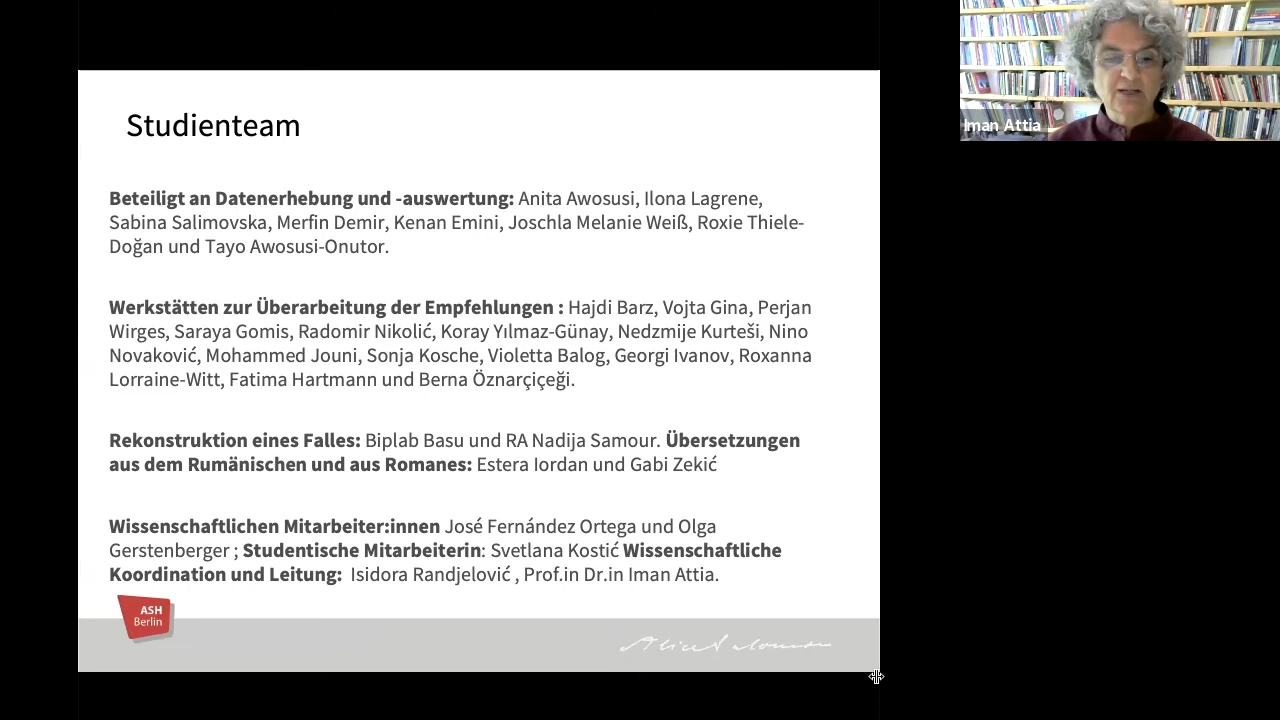 Studienteam
Beteiligt an Datenerhebung und -auswertung: Anita Awosusi, Ilona Lagrene,
Sabina Salimovska, Merfin Demir, Kenan Emini, Joschla Melanie Weiß, Roxie Thiele-
Doğan und Tayo Awosusi-Onutor.
Werkstätten zur Überarbeitung der Empfehlungen : Hajdi Barz, Vojta Gina, Perjan
Wirges, Saraya Gomis, Radomir Nikolić, Koray Yılmaz-Günay, Nedzmije Kurteši, Nino
Novaković, Mohammed Jouni, Sonja Kosche, Violetta Balog, Georgi Ivanov, Roxanna
Lorraine-Witt, Fatima Hartmann und Berna Öznarçiçeği.
Rekonstruktion eines Falles: Biplab Basu und RA Nadija Samour. Übersetzungen
aus dem Rumänischen und aus Romanes: Estera Iordan und Gabi Zekić
Wissenschaftlichen Mitarbeiter:innen José Fernández Ortega und Olga
Gerstenberger ; Studentische Mitarbeiterin: Svetlana Kostić Wissenschaftliche
Koordination und Leitung:  Isidora Randjelović , Prof.in Dr.in Iman Attia.
ASH
Berlin
Alice Salomon
Iman Attia